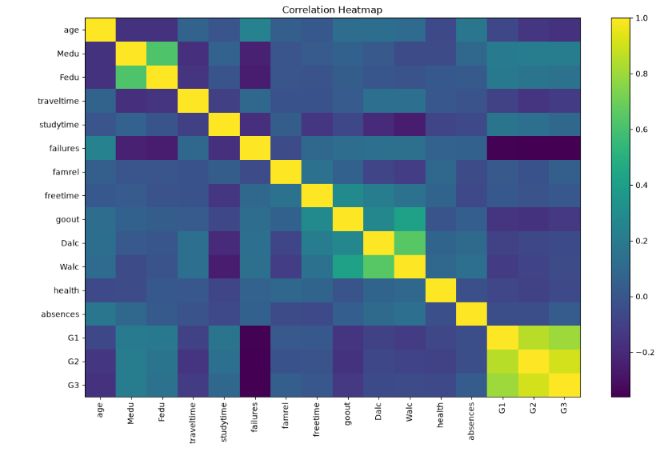 Correlation Heatmap
age
Medu
Fedu
traveltime
studytime
failures
famrel
freetime
goout
Dalc
Walc
health
absences
G1
G2
G3
age
Medu
Fedu
traveltime
studytime
failures
famrel
freetime
goout
Dalc
Walc
health
absences
G1
G2
G3
1.0
0.8
0.6
0.4
0.2
0.0
−0.2